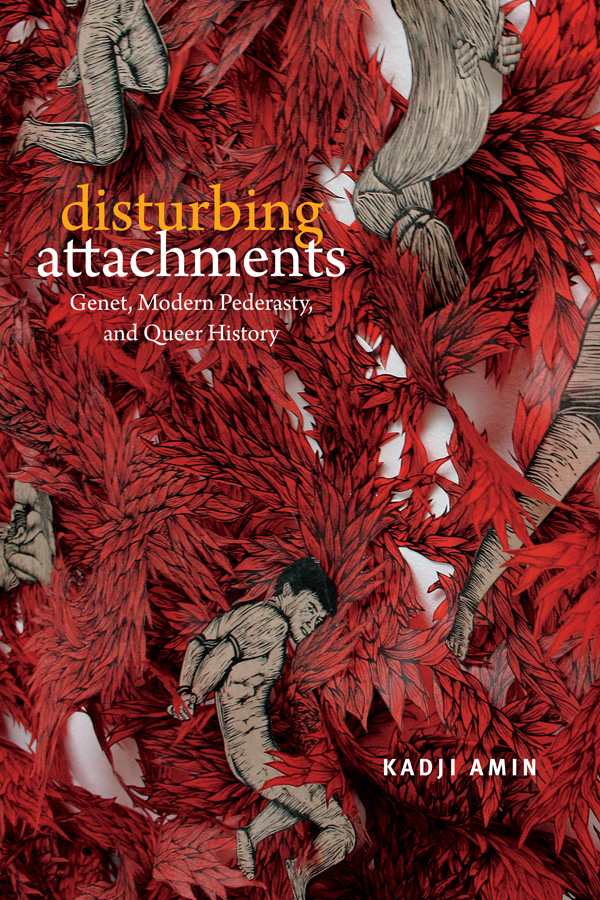 disturbing
attachments
Genet, Modern Pederasty,
and Queer History
KADJI AMIN